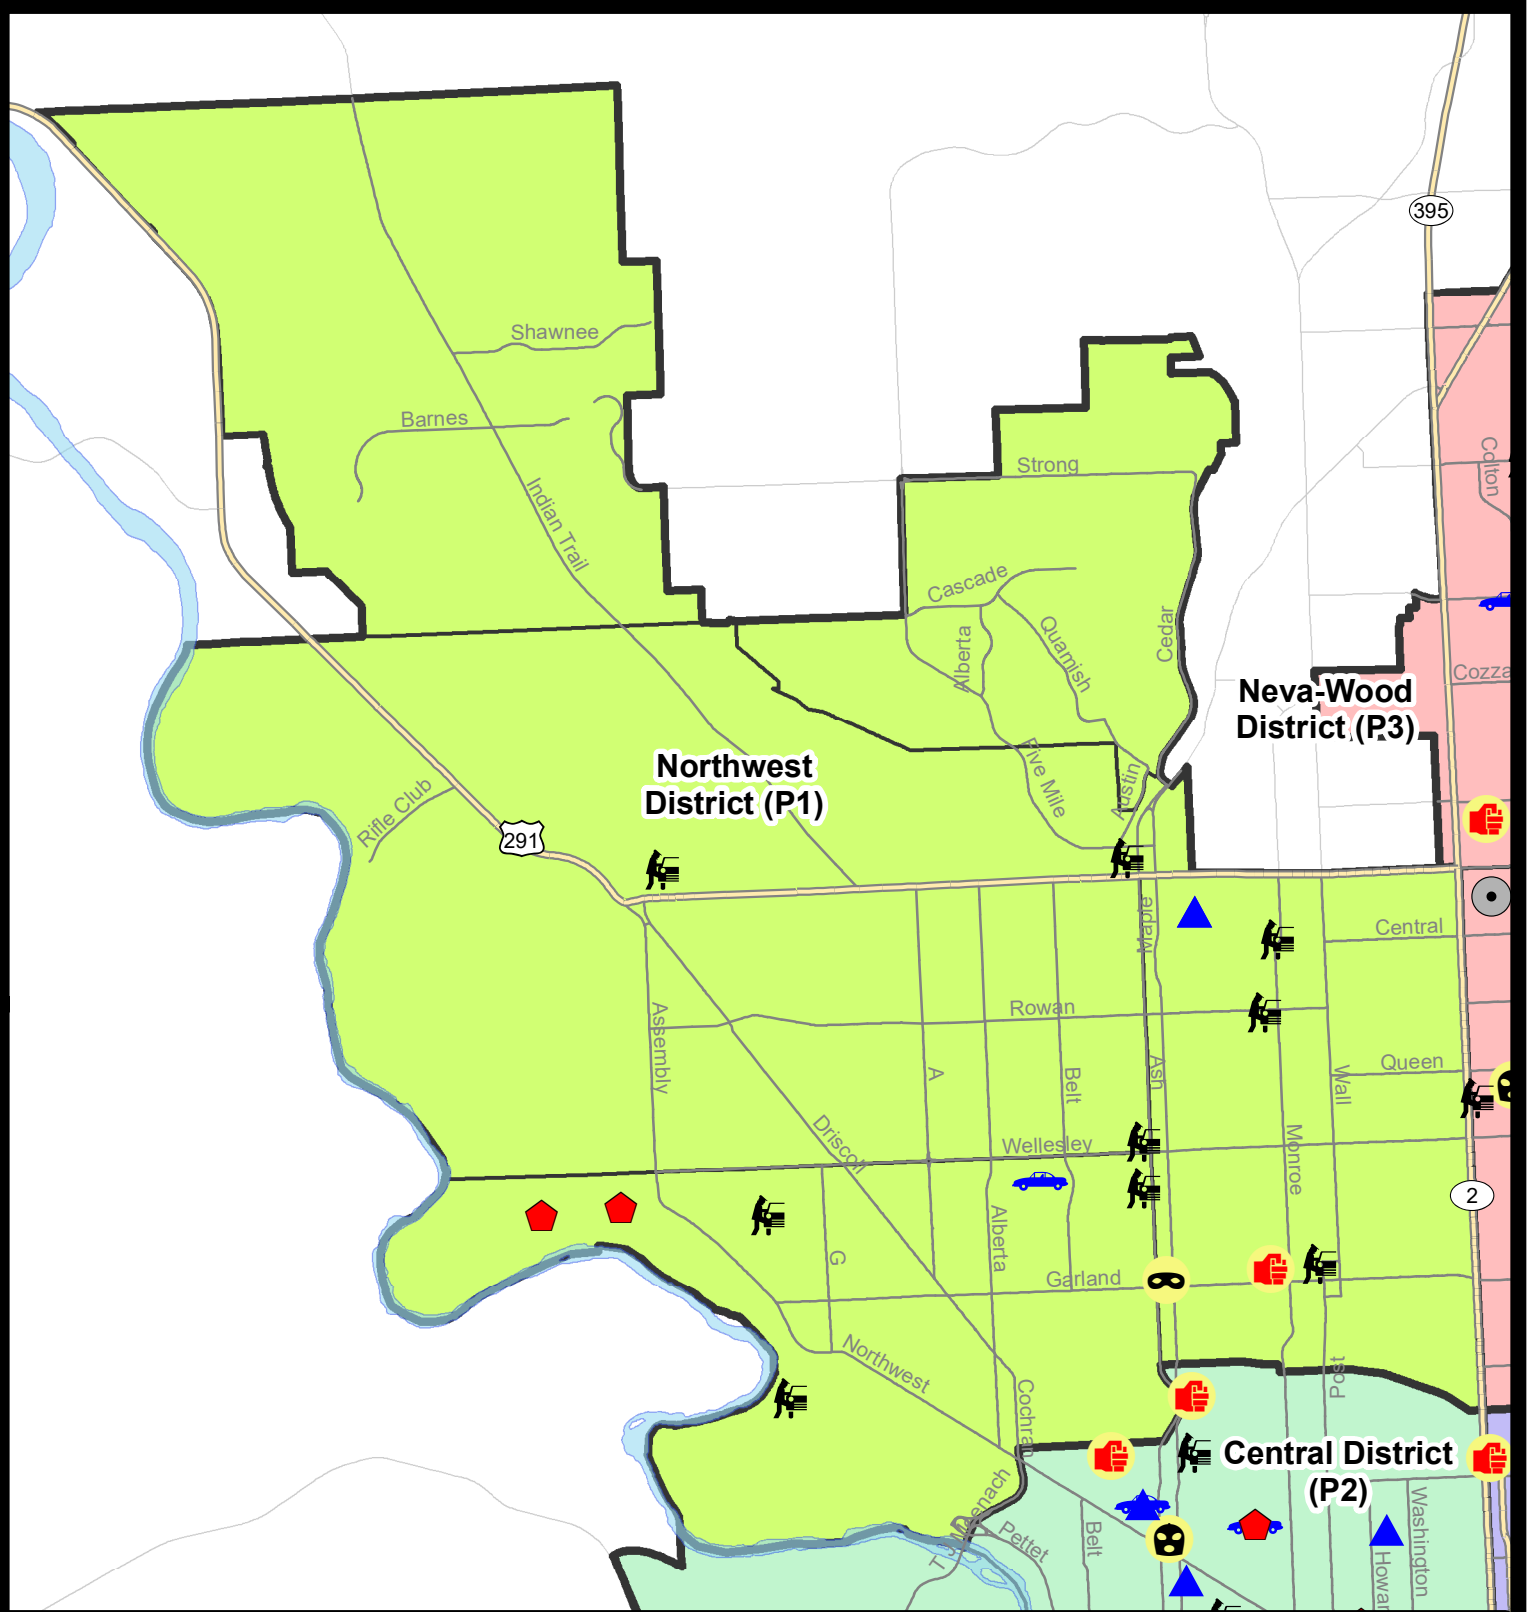 395
Shawnee
Barnes
Strong
Colton
Indian Trail
Cascade
Alberta
Quamish
Cedar
Cozza
Neva-Wood
District (P3)
Northwest
District (P1)
Five Mile
Austin
Rifle Club
291
Maple
Central
Rowan
Assembly
A
Belt
Ash
Queen
Wall
Driscoll
Wellesley
Monroe
2
Alberta
G
Garland
Northwest
Cochran
Post
Central District
(P2)
T J Meenach
Pettet
Belt
Washington
Howar